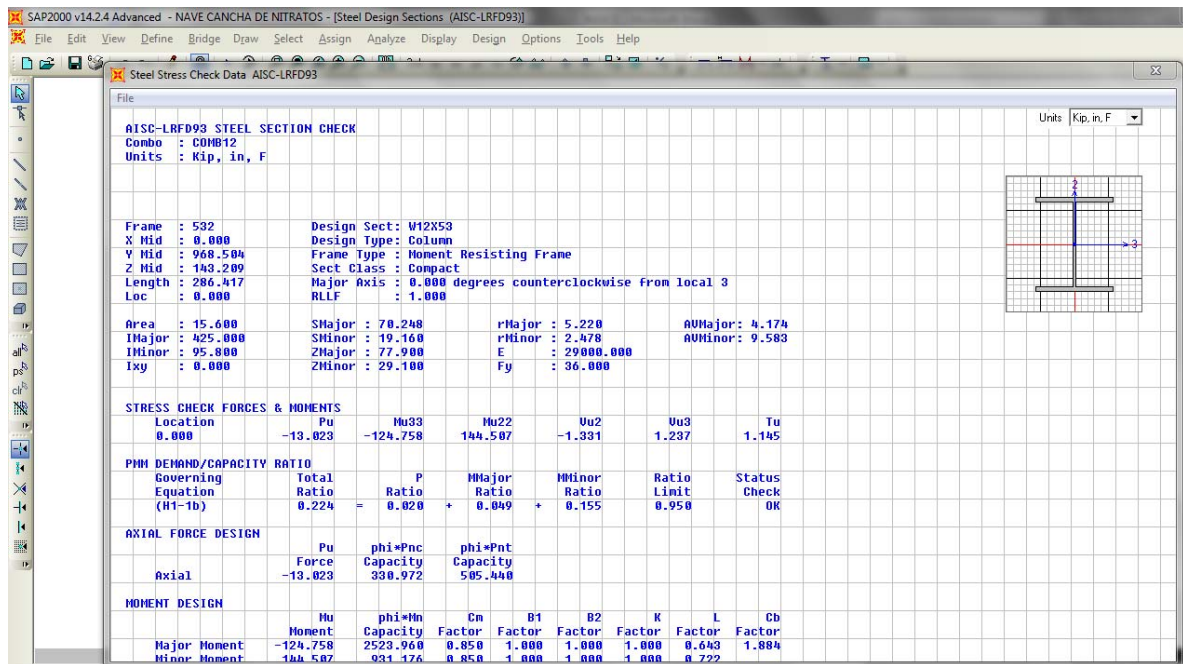 SAP2000 v14.2.4 Advanced - NAVE CANCHA DE NITRATOS - [Steel Design Sections (AISC-LRFD93)]
File Edit View Define Bridge Draw Select Assign Analyze Display Design Options Tools Help
Steel Stress Check Data AISC-LRFD93
File
Units Kip, in, F
AISC-LRFD93 STEEL SECTION CHECK
Combo : COMB12
Units : Kip, in, F
2
3
Frame : 532 Design Sect: W12X53
X Mid : 0.000 Design Type: Column
Y Mid : 968.504 Frame Type : Moment Resisting Frame
Z Mid : 143.209 Sect Class : Compact
Length : 286.417 Major Axis : 0.000 degrees counterclockwise from local 3
Loc : 0.000 RLLF : 1.000
Area : 15.600 SMajor : 70.248 rMajor : 5.220 AVMajor: 4.174
IMajor : 425.000 SMinor : 19.160 rMinor : 2.478 AVMinor: 9.583
IMinor : 95.800 ZMajor : 77.900 E : 29000.000
Ixy : 0.000 ZMinor : 29.100 Fy : 36.000
STRESS CHECK FORCES & MOMENTS
Location Pu Mu33 Mu22 Vu2 Vu3 Tu
0.000 -13.023 -124.758 144.507 -1.331 1.237 1.145
PMM DEMAND/CAPACITY RATIO
Governing Total P MMajor MMinor Ratio Status
Equation Ratio Ratio Ratio Ratio Limit Check
(H1-1b) 0.224 = 0.020 + 0.049 + 0.155 0.950 OK
AXIAL FORCE DESIGN
Pu phi*Pnc phi*Pnt
Force Capacity Capacity
Axial -13.023 330.972 505.440
MOMENT DESIGN
Mu phi*Mn Cm B1 B2 K L Cb
Moment Capacity Factor Factor Factor Factor Factor Factor
Major Moment -124.758 2523.960 0.850 1.000 1.000 1.000 0.643 1.884
Minor Moment 144.507 931.176 0.850 1.000 1.000 1.000 0.722
all
ps
clr